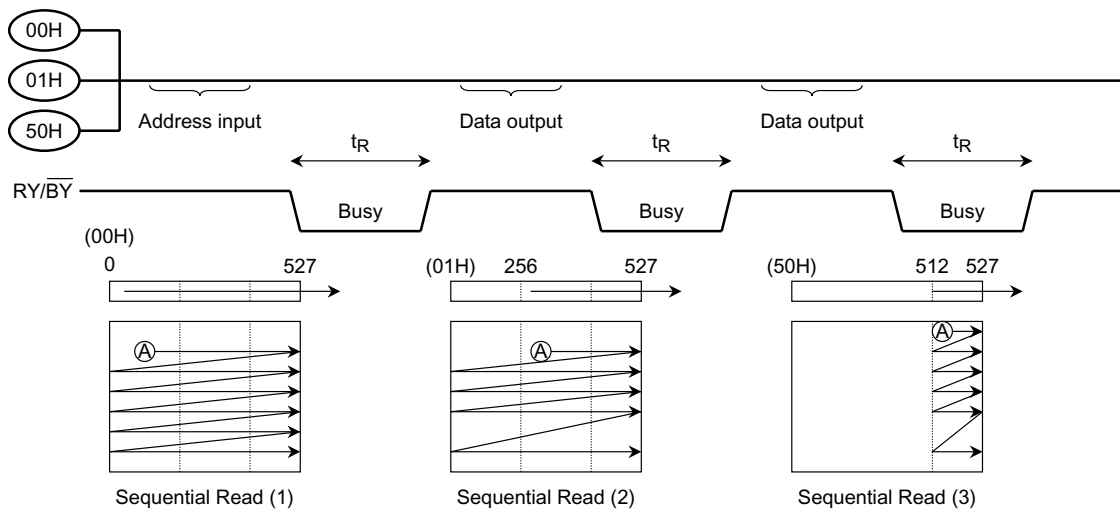 00H
01H
50H
Address input
Data output
Data output
tR
tR
tR
RY/BY
Busy
Busy
Busy
(00H)
0
527
(01H)
256
527
(50H)
512
527
A
A
A
Sequential Read (1)
Sequential Read (2)
Sequential Read (3)